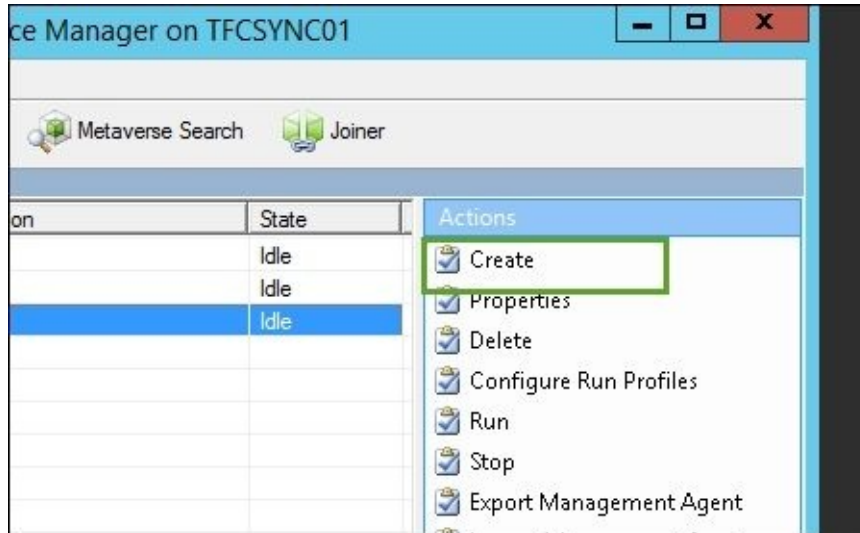 ce Manager on TFCSYNC01
Metaverse Search Joiner
on State Actions
Idle Create
Idle Properties
Idle Delete
Configure Run Profiles
Run
Stop
Export Management Agent